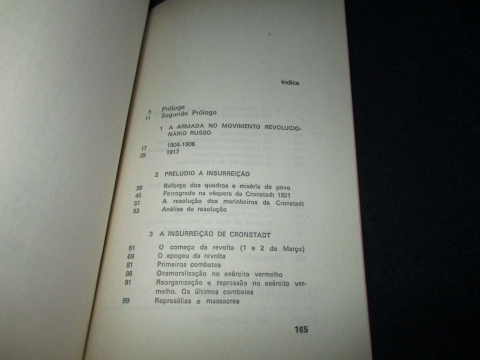 índice
5 Prólogo
11 Segundo Prólogo
1 A ARMADA NO MOVIMENTO REVOLUCIO-
NÁRIO RUSSO
17 1904-1906
25 1917
2 PRELÚDIO À INSURREIÇÃO
39 Reforço dos quadros e miséria do povo
45 Petrogrado na véspera de Cronstadt 1921
51 A resolução dos marinheiros de Cronstadt
53 Análise da resolução
3 A INSURREIÇÃO DE CRONSTADT
61 O começo da revolta (1 e 2 de Março)
69 O apogeu da revolta
81 Primeiros combates
86 Desmoralização no exército vermelho
91 Reorganização e repressão no exército ver-
melho. Os últimos combates
99 Represálias e massacres
165